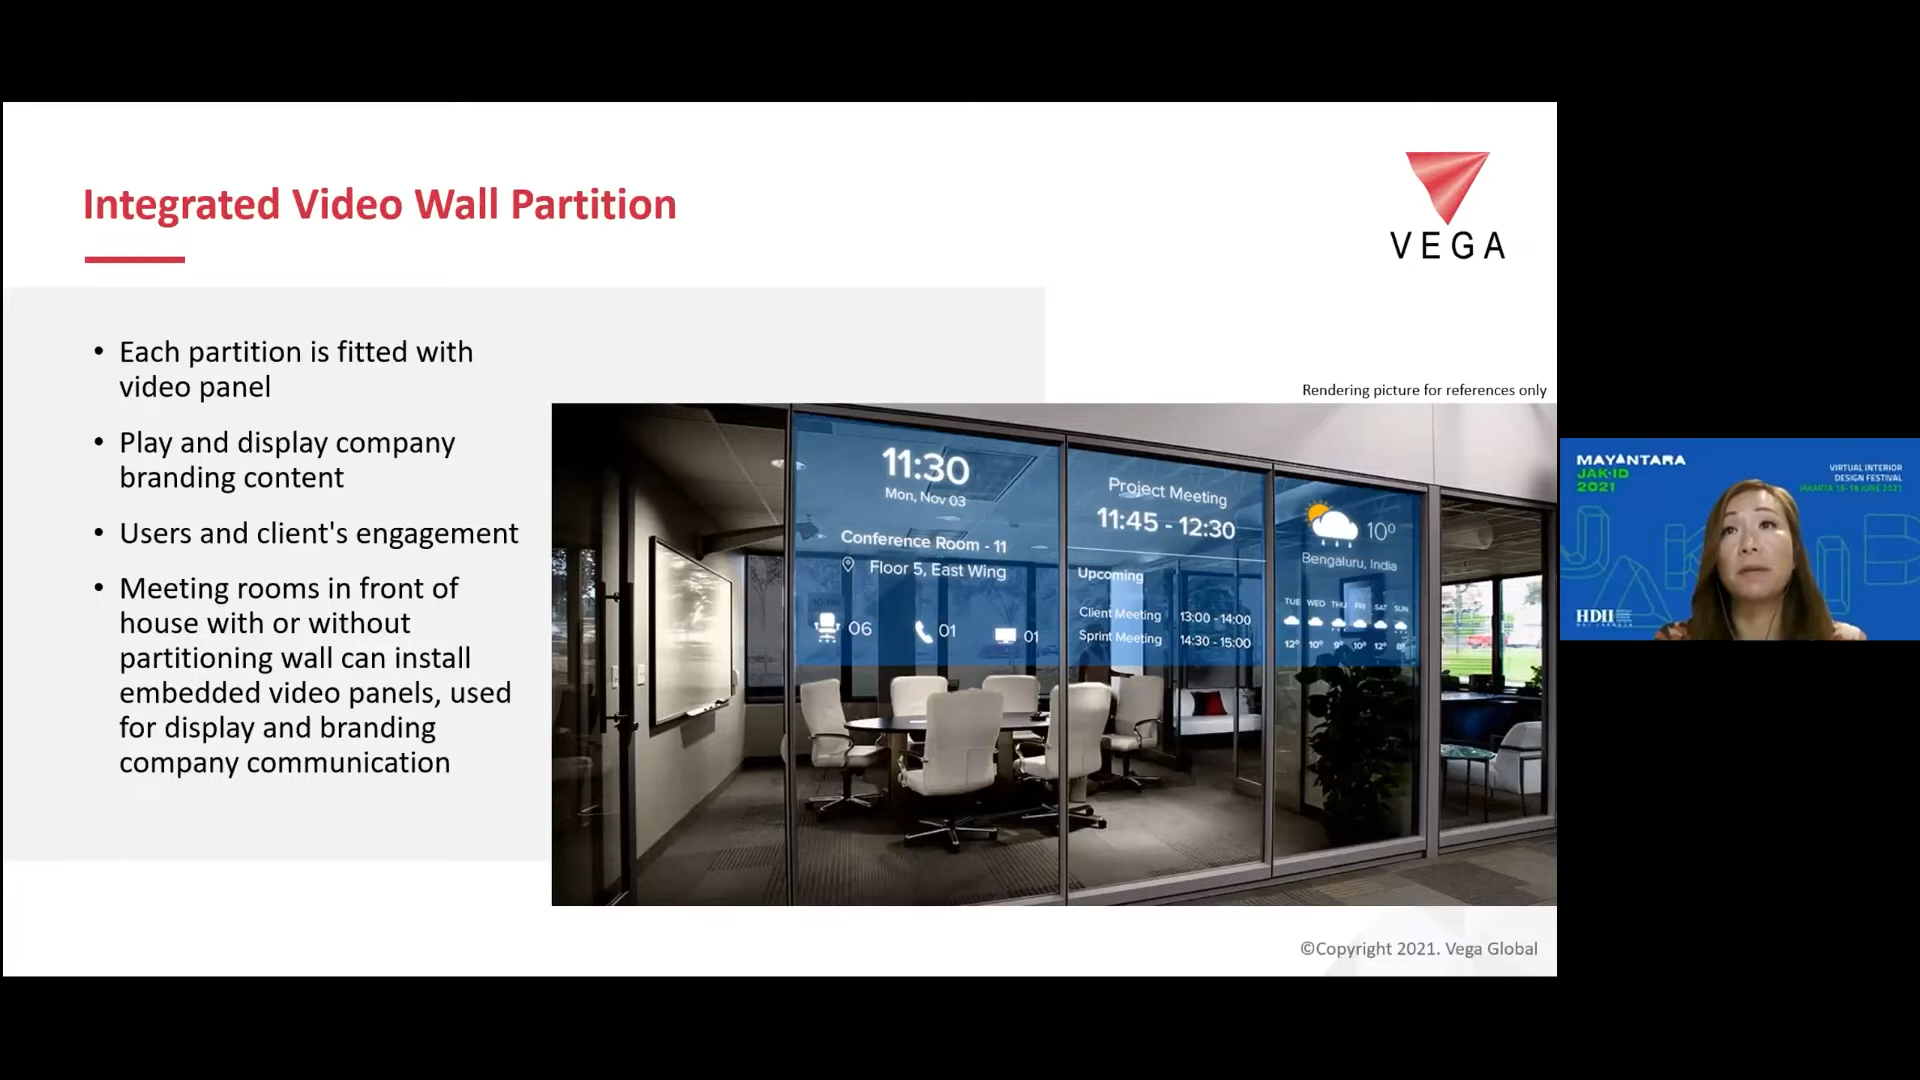 Integrated Video Wall Partition
VEGA
• Each partition is fitted with
video panel
• Play and display company
branding content
• Users and client's engagement
• Meeting rooms in front of
house with or without
partitioning wall can install
embedded video panels, used
for display and branding
company communication
Rendering picture for references only
11:30
Mon, Nov 03
Conference Room - 11
Floor 5, East Wing
06 01 01
Project Meeting
11:45 - 12:30
Upcoming
Client Meeting 13:00 - 14:00
Sprint Meeting 14:30 - 15:00
10°
Bengaluru, India
TUE WED THU FRI SAT SUN
12° 10° 9° 10° 12° 8°
©Copyright 2021. Vega Global
MAYANTARA
JAK·ID
2021
VIRTUAL INTERIOR
DESIGN FESTIVAL
JAKARTA 15-18 JUNE 2021
HDII